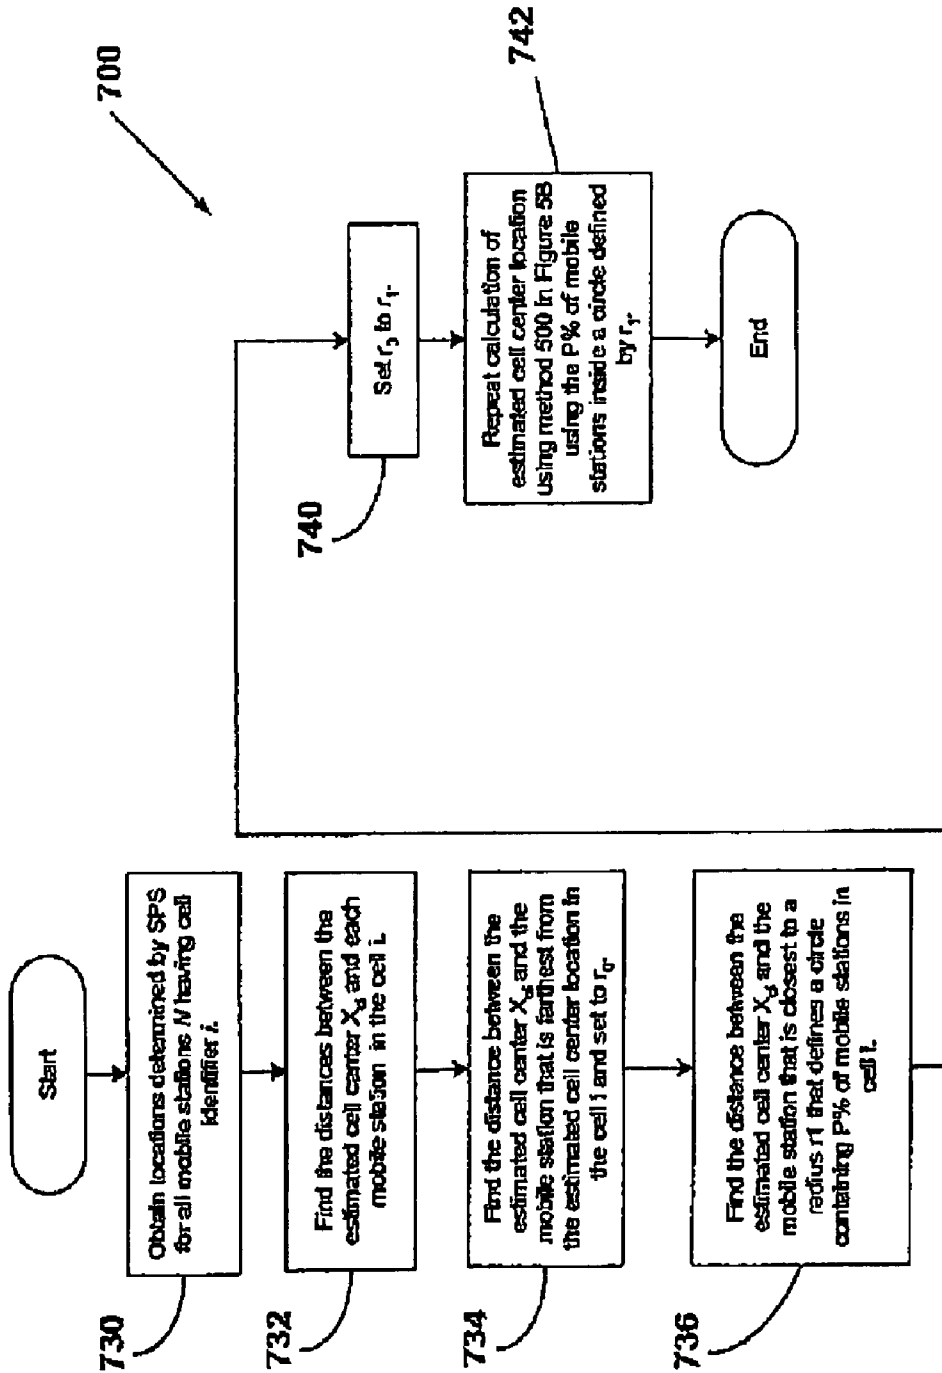 700
Start
730
Obtain locations determined by SPS
for all mobile stations N having cell
identifier i.
732
Find the distances between the
estimated cell center Xci and each
mobile station in the cell i.
734
Find the distance between the
estimated cell center Xci and the
mobile station that is farthest from
the estimated cell center location in
the cell i and set to r0.
736
Find the distance between the
estimated cell center Xci and the
mobile station that is closest to a
radius r1 that defines a circle
containing P% of mobile stations in
cell i.
740
Set r0 to r1.
742
Repeat calculation of
estimated cell center location
using method 500 in Figure 5B
using the P% of mobile
stations inside a circle defined
by r1.
End